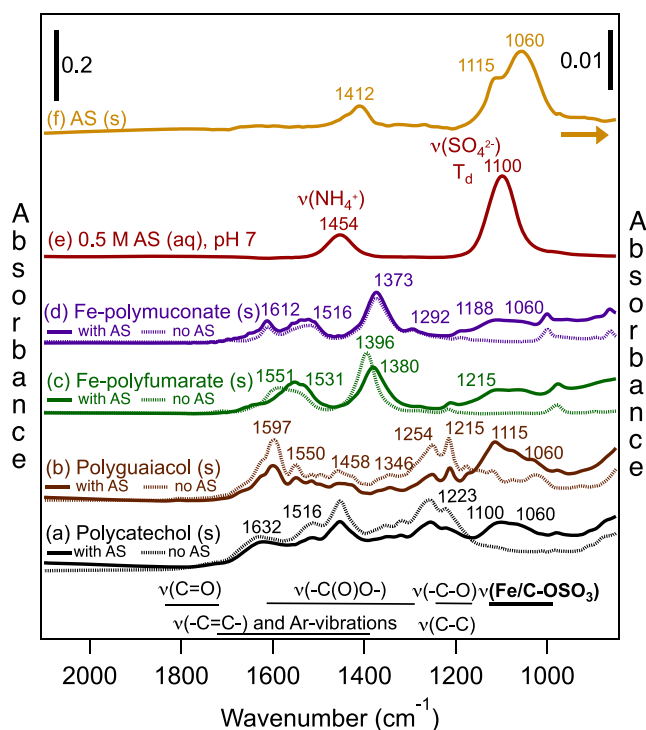 0.2
0.01
1060
1115
1412
(f) AS (s)
ν(SO₄²⁻)
T_d
1100
ν(NH₄⁺)
1454
(e) 0.5 M AS (aq), pH 7
1373
(d) Fe-polymuconate (s)
1612
1516
1292
1188
1060
with AS
no AS
1396
(c) Fe-polyfumarate (s)
1551
1531
1380
1215
with AS
no AS
1597
1550
1458
1346
1254
1215
1115
1060
(b) Polyguaiacol (s)
with AS
no AS
1632
1516
1223
1100
1060
(a) Polycatechol (s)
with AS
no AS
ν(C=O)
ν(-C(O)O-)
ν(-C-O)
ν(Fe/C-OSO₃)
ν(-C=C-) and Ar-vibrations
ν(C-C)
2000 1800 1600 1400 1200 1000
Wavenumber (cm⁻¹)
Absorbance
Absorbance